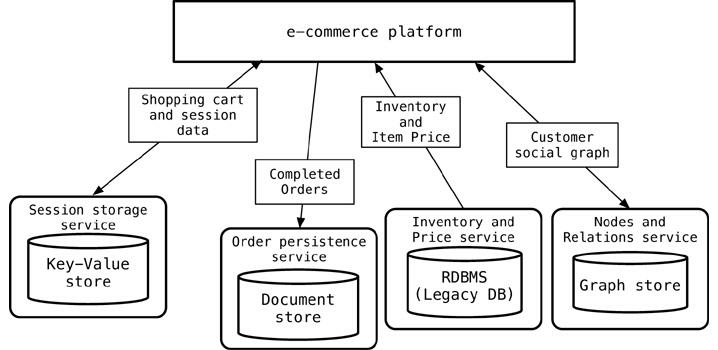 e-commerce platform
Shopping cart
and session
data
Inventory
and
Item Price
Customer
social graph
Completed
Orders
Session storage
service
Key-Value
store
Order persistence
service
Document
store
Inventory and
Price service
RDBMS
(Legacy DB)
Nodes and
Relations service
Graph store